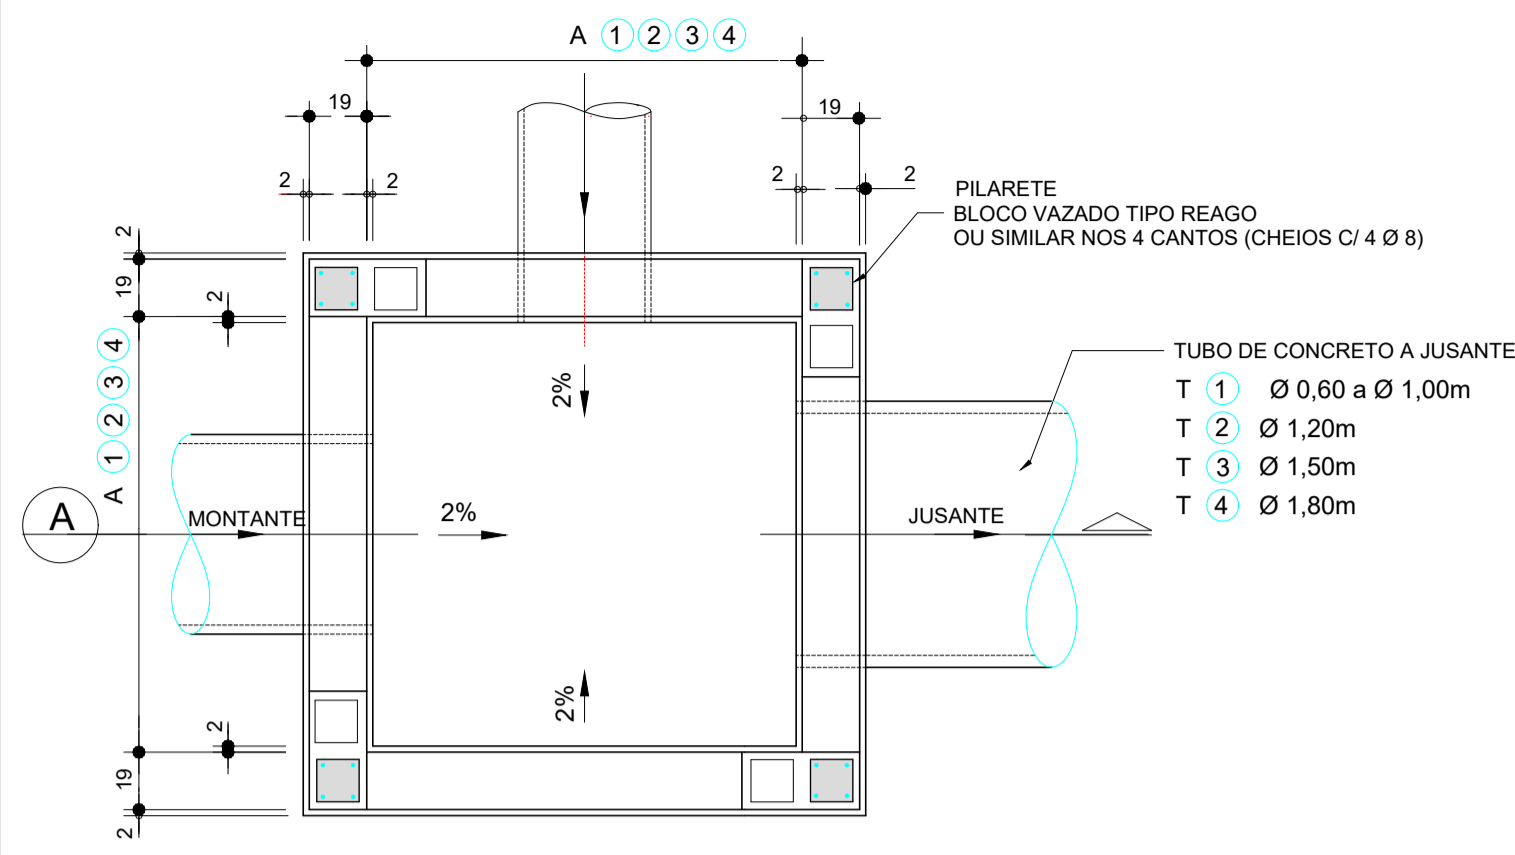 A 1 2 3 4
19
19
2
2
2
2
PILARETE
BLOCO VAZADO TIPO REAGO
OU SIMILAR NOS 4 CANTOS (CHEIOS C/ 4 Ø 8)
2
19
2
A 1 2 3 4
2%
TUBO DE CONCRETO A JUSANTE
T 1 Ø 0,60 a Ø 1,00m
T 2 Ø 1,20m
T 3 Ø 1,50m
T 4 Ø 1,80m
A
MONTANTE
2%
JUSANTE
2%
2
19
2